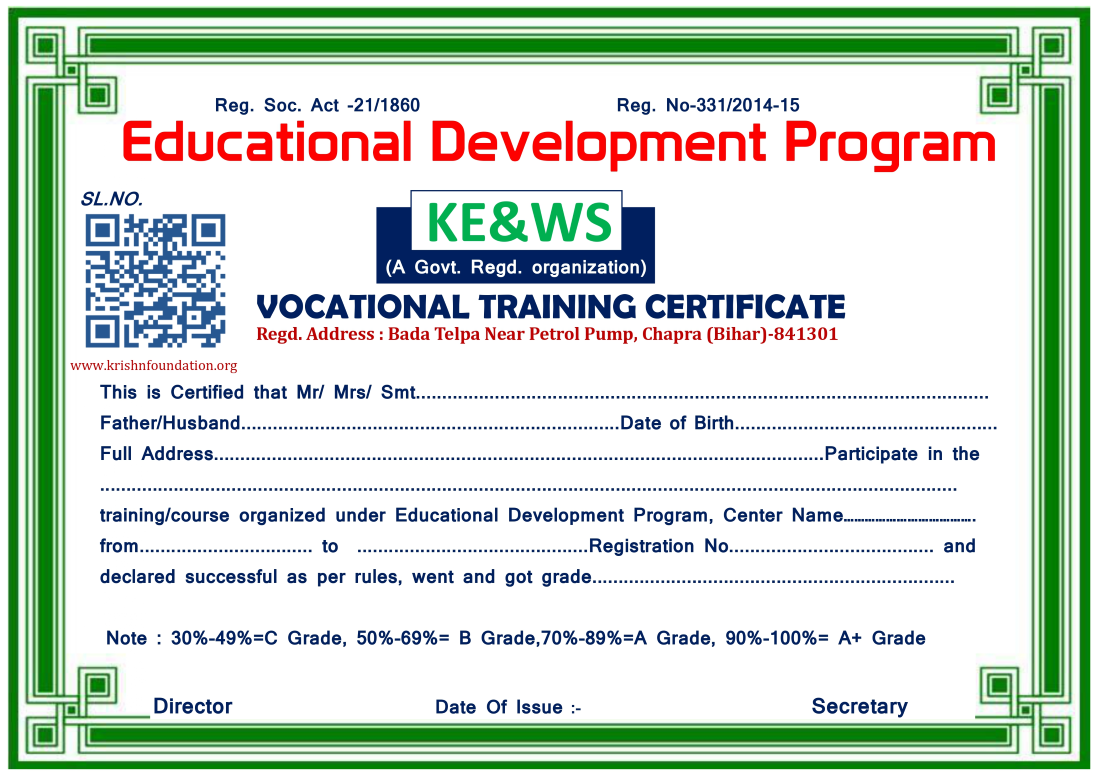 Reg. Soc. Act -21/1860 Reg. No-331/2014-15
Educational Development Program
SL.NO.
KE&WS
(A Govt. Regd. organization)
VOCATIONAL TRAINING CERTIFICATE
Regd. Address : Bada Telpa Near Petrol Pump, Chapra (Bihar)-841301
www.krishnfoundation.org
This is Certified that Mr/ Mrs/ Smt..............................................................................................................
Father/Husband.........................................................................Date of Birth..................................................
Full Address.....................................................................................................................Participate in the
....................................................................................................................................................................
training/course organized under Educational Development Program, Center Name....................................
from................................. to ............................................Registration No....................................... and
declared successful as per rules, went and got grade.....................................................................
Note : 30%-49%=C Grade, 50%-69%= B Grade,70%-89%=A Grade, 90%-100%= A+ Grade
Director Date Of Issue :- Secretary